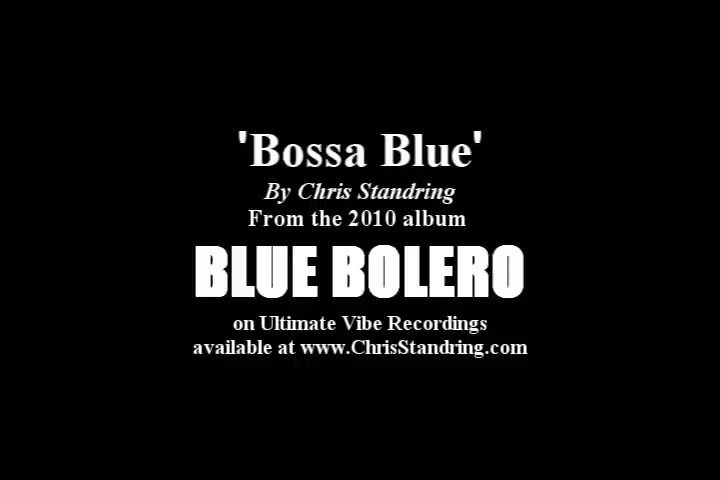 'Bossa Blue'
By Chris Standring
From the 2010 album
BLUE BOLERO
on Ultimate Vibe Recordings
available at www.ChrisStandring.com